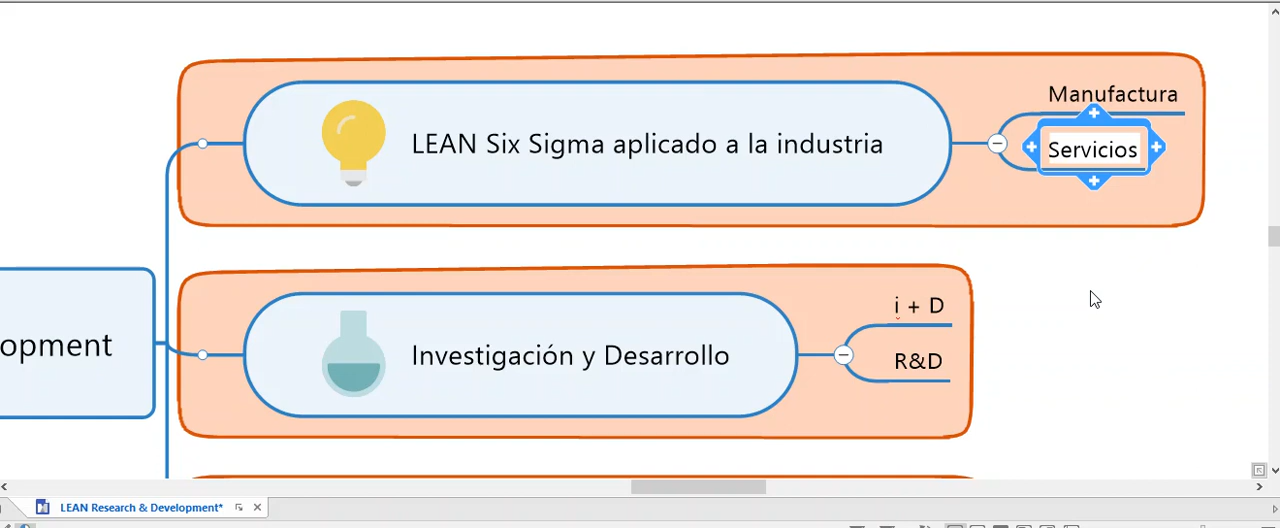 Manufactura
LEAN Six Sigma aplicado a la industria
Servicios
i + D
opment
Investigación y Desarrollo
R&D
LEAN Research & Development*